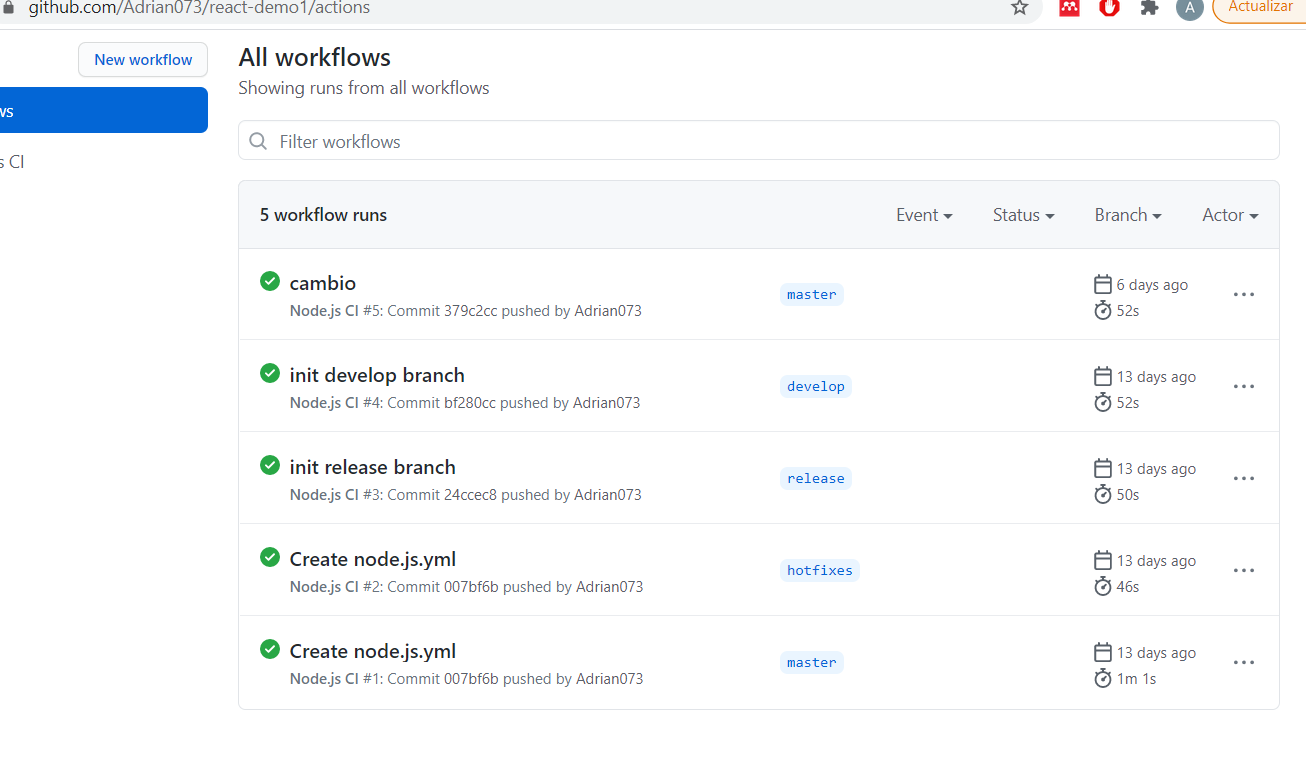 github.com/Adrian073/react-demo1/actions
A
Actualizar
New workflow
All workflows
Showing runs from all workflows
ws
s CI
Filter workflows
5 workflow runs Event Status Branch Actor
cambio
Node.js CI #5: Commit 379c2cc pushed by Adrian073
master
6 days ago
52s
init develop branch
Node.js CI #4: Commit bf280cc pushed by Adrian073
develop
13 days ago
52s
init release branch
Node.js CI #3: Commit 24ccec8 pushed by Adrian073
release
13 days ago
50s
Create node.js.yml
Node.js CI #2: Commit 007bf6b pushed by Adrian073
hotfixes
13 days ago
46s
Create node.js.yml
Node.js CI #1: Commit 007bf6b pushed by Adrian073
master
13 days ago
1m 1s